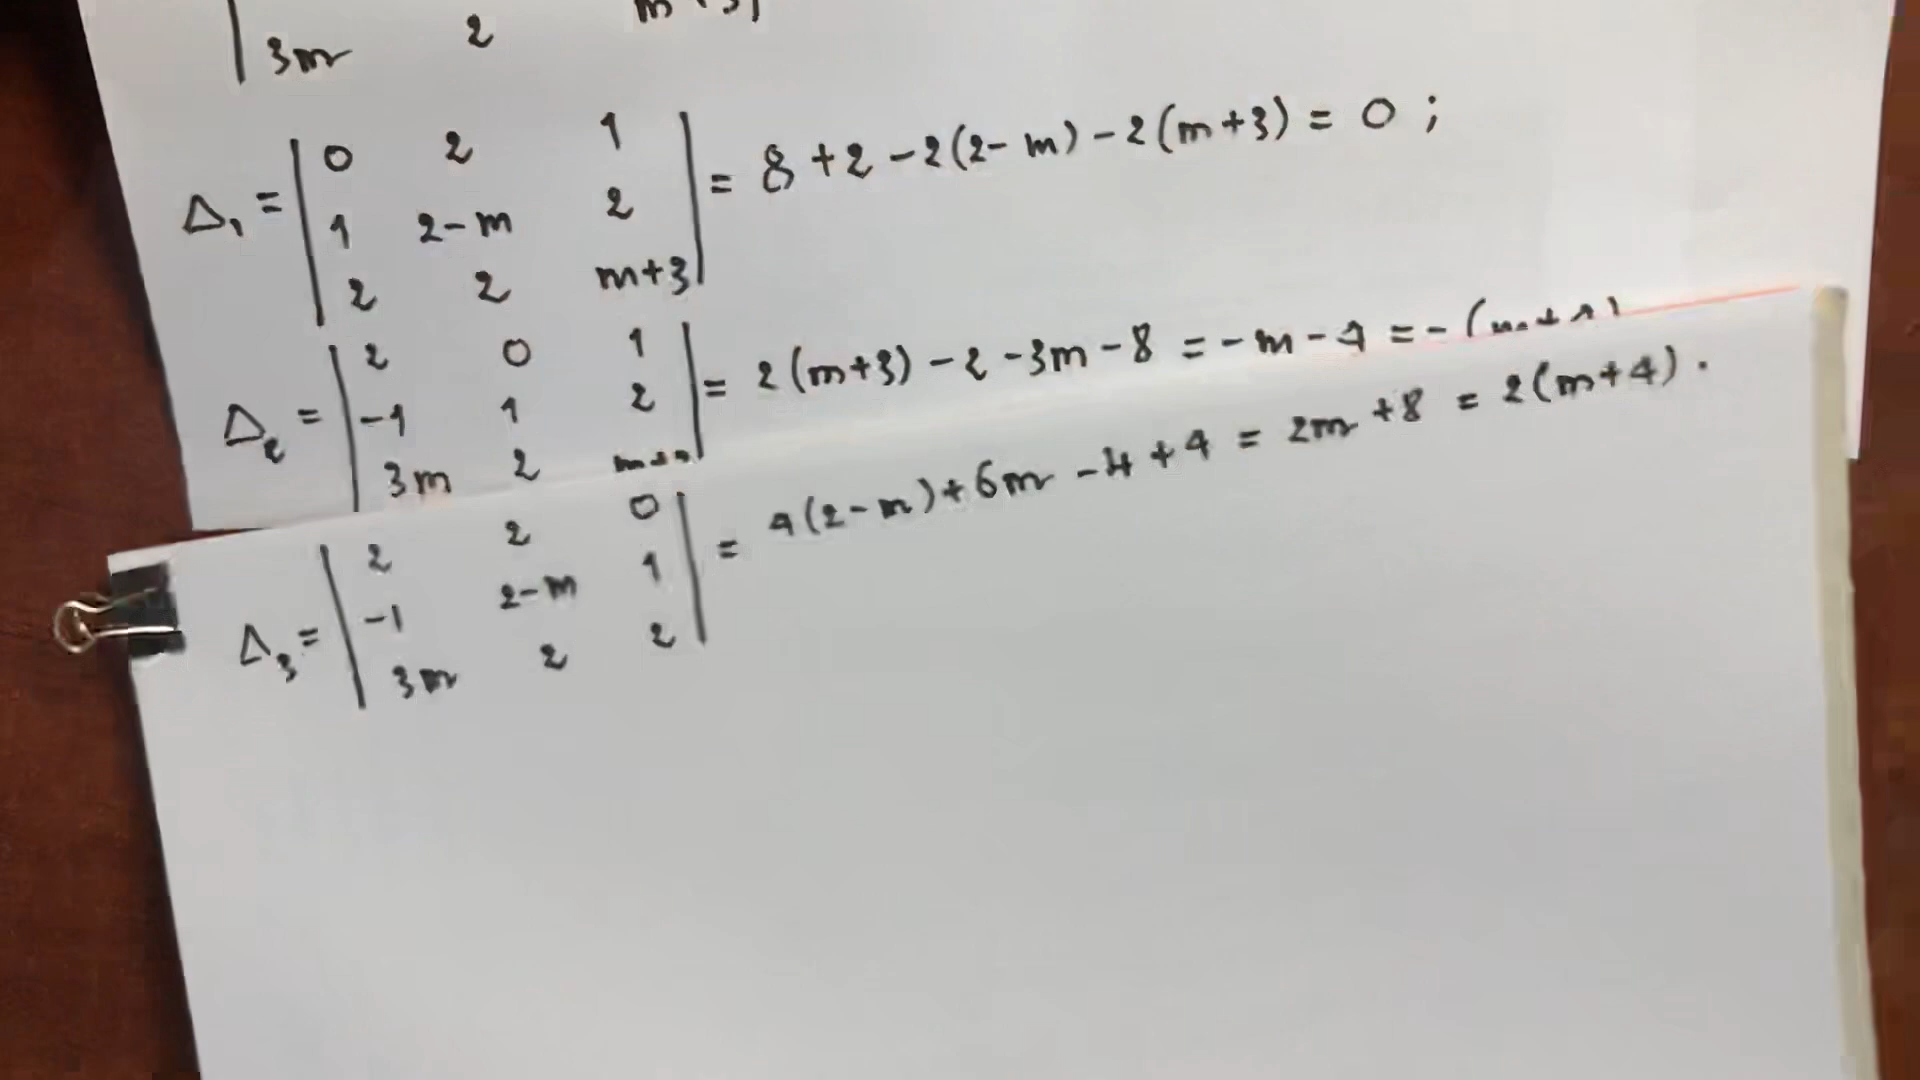 3m 2
0 2 1
Δ₁ = | 1 2-m 2 | = 8 + 2 - 2(2-m) - 2(m+3) = 0 ;
2 2 m+3
2 0 1
Δ₂ = | -1 1 2 | = 2(m+3) - 2 - 3m - 8 = -m - 4 = - (
3m 2
2 2 0
Δ₃ = | -1 2-m 1 | = 4(2-m) + 6m - 4 + 4 = 2m + 8 = 2(m+4) .
3m 2 2